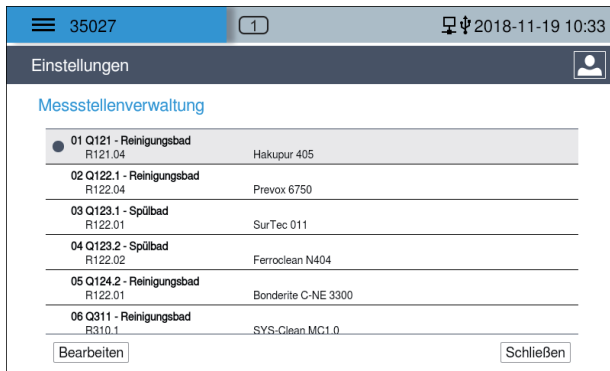 35027
1
2018-11-19 10:33
Einstellungen
Messstellenverwaltung
01 Q121 - Reinigungsbad
R121.04 Hakupur 405
02 Q122.1 - Reinigungsbad
R122.04 Prevox 6750
03 Q123.1 - Spülbad
R122.01 SurTec 011
04 Q123.2 - Spülbad
R122.02 Ferroclean N404
05 Q124.2 - Reinigungsbad
R122.01 Bonderite C-NE 3300
06 Q311 - Reinigungsbad
R310.1 SYS-Clean MC1.0
Bearbeiten Schließen